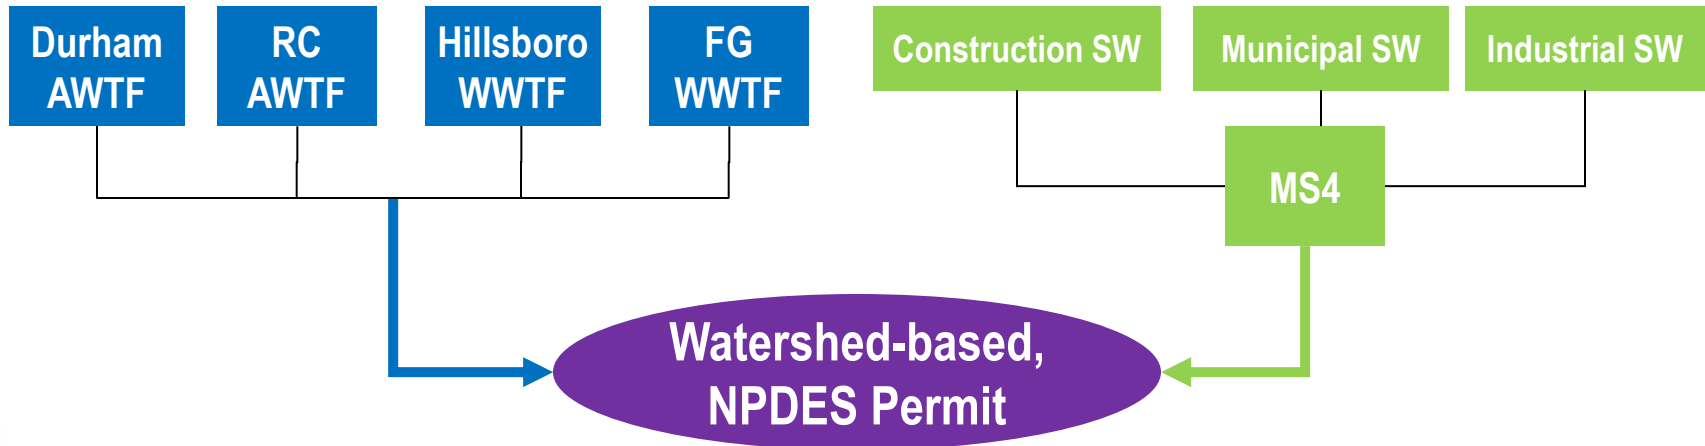 Durham
AWTF
RC
AWTF
Hillsboro
WWTF
FG
WWTF
Construction SW
Municipal SW
Industrial SW
MS4
Watershed-based,
NPDES Permit